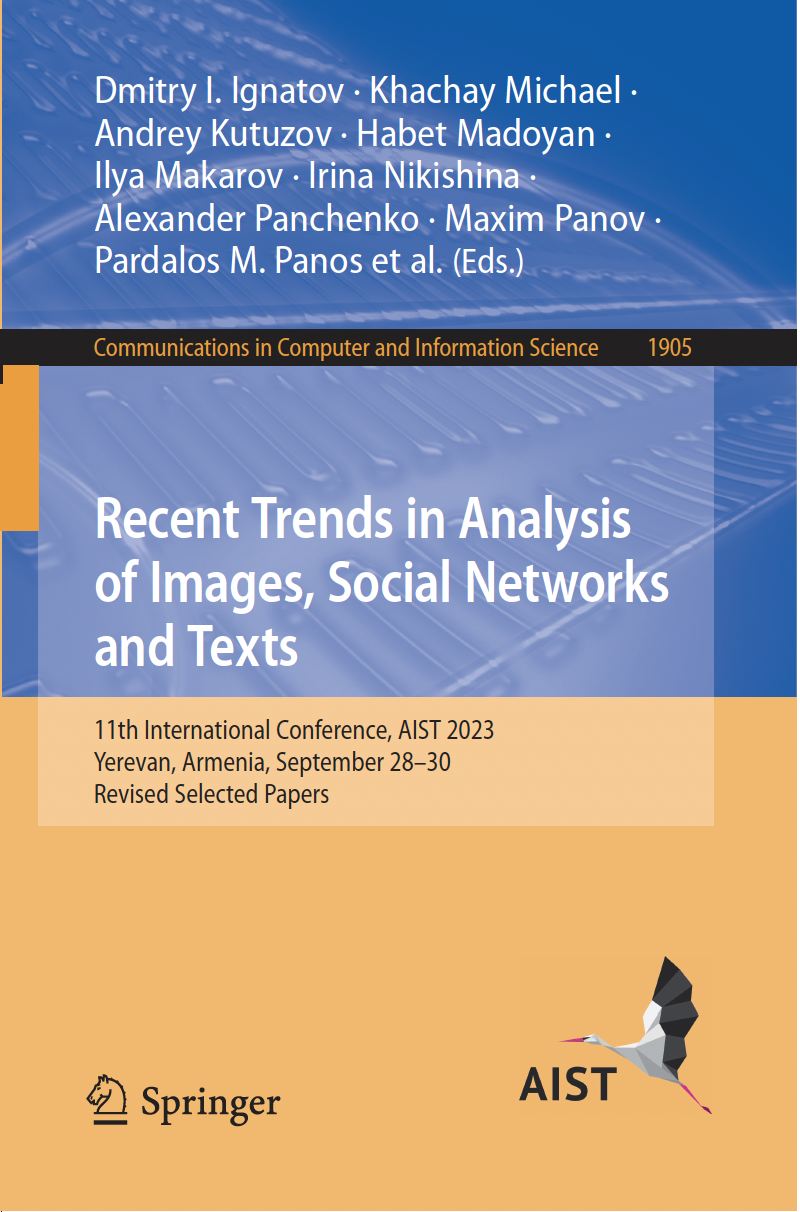 Dmitry I. Ignatov · Khachay Michael ·
Andrey Kutuzov · Habet Madoyan ·
Ilya Makarov · Irina Nikishina ·
Alexander Panchenko · Maxim Panov ·
Pardalos M. Panos et al. (Eds.)
Communications in Computer and Information Science 1905
Recent Trends in Analysis
of Images, Social Networks
and Texts
11th International Conference, AIST 2023
Yerevan, Armenia, September 28–30
Revised Selected Papers
AIST
Springer